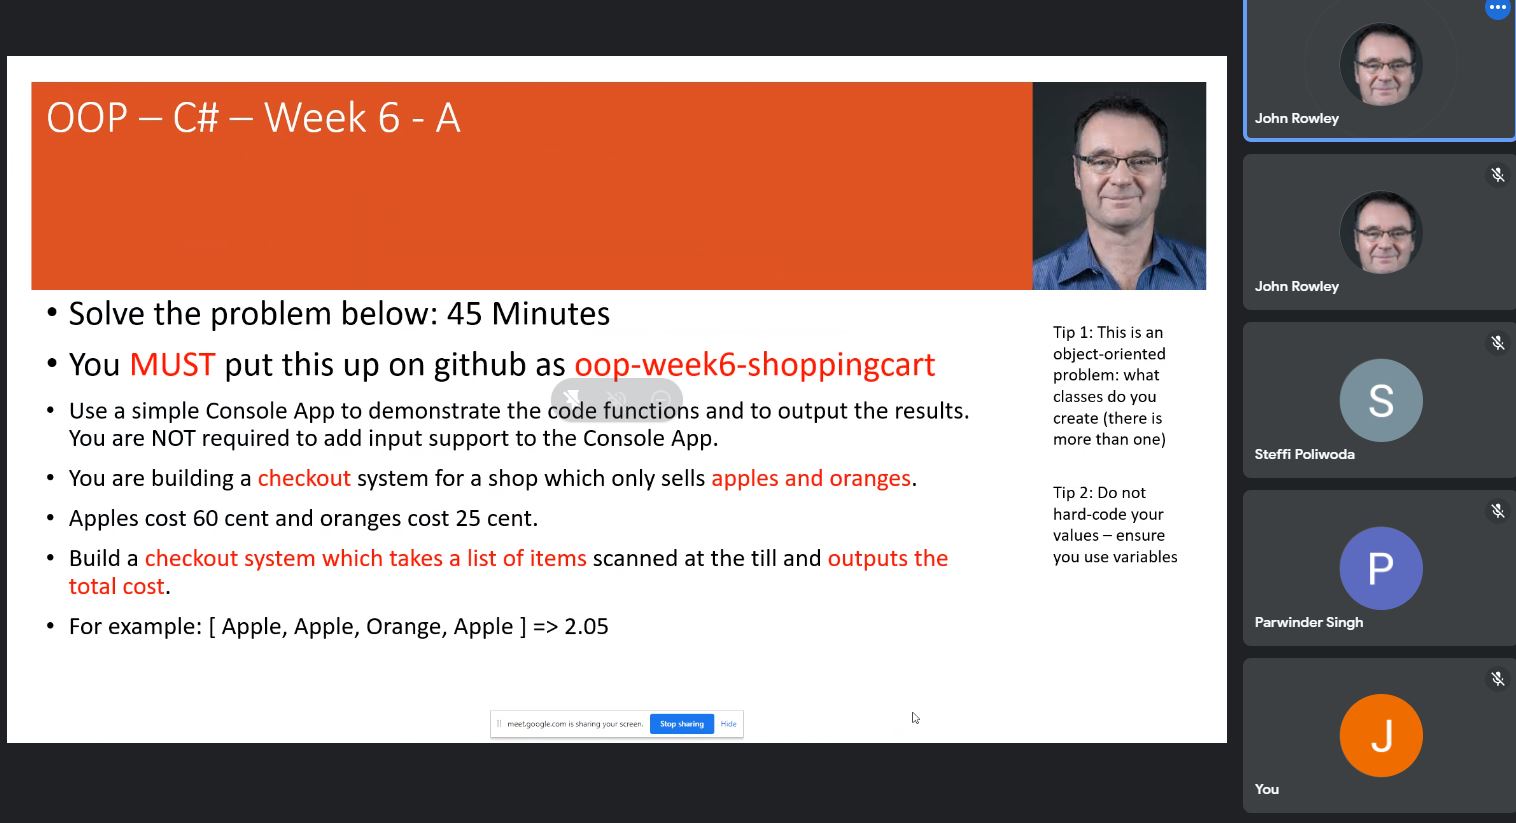 OOP – C# – Week 6 - A
• Solve the problem below: 45 Minutes
• You MUST put this up on github as oop-week6-shoppingcart
• Use a simple Console App to demonstrate the code functions and to output the results.
You are NOT required to add input support to the Console App.
• You are building a checkout system for a shop which only sells apples and oranges.
• Apples cost 60 cent and oranges cost 25 cent.
• Build a checkout system which takes a list of items scanned at the till and outputs the
total cost.
• For example: [ Apple, Apple, Orange, Apple ] => 2.05
Tip 1: This is an
object-oriented
problem: what
classes do you
create (there is
more than one)
Tip 2: Do not
hard-code your
values – ensure
you use variables
meet.google.com is sharing your screen.
Stop sharing
Hide
John Rowley
John Rowley
S
Steffi Poliwoda
P
Parwinder Singh
J
You